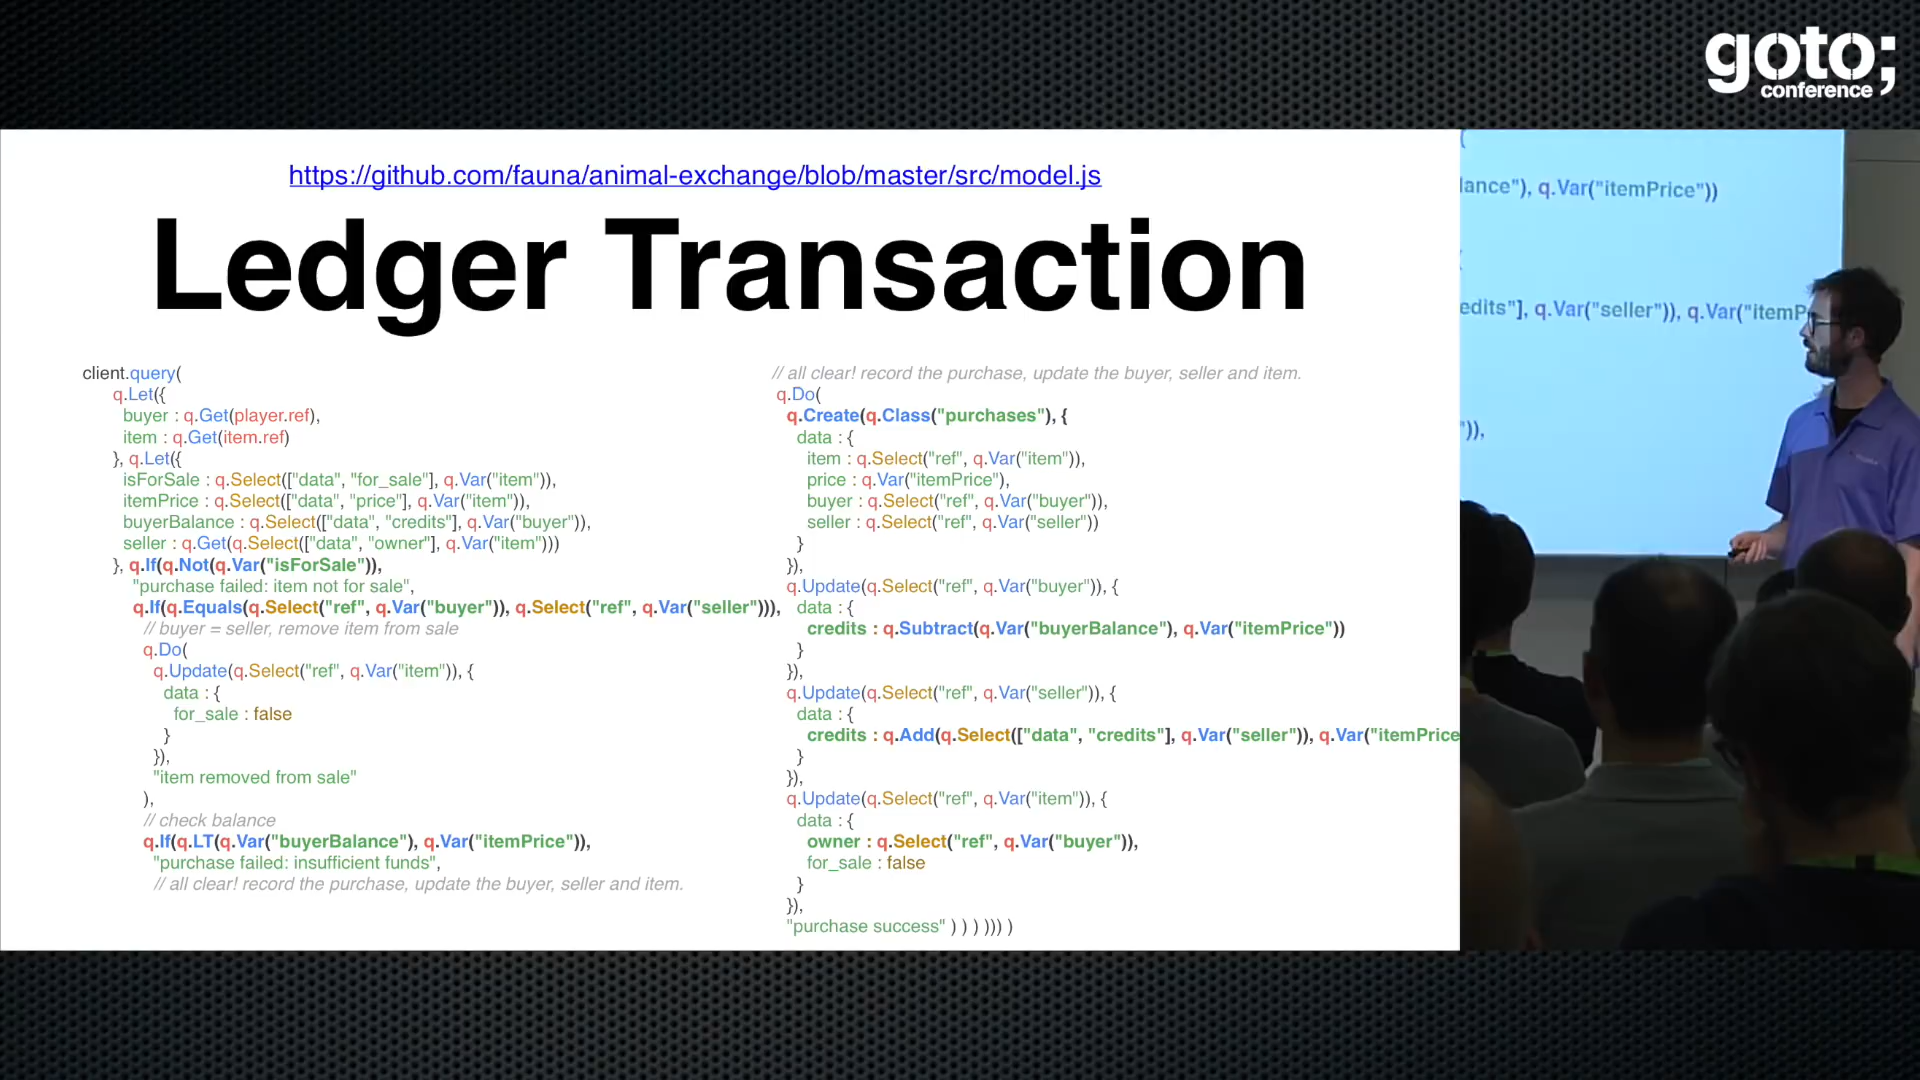 goto;
conference
https://github.com/fauna/animal-exchange/blob/master/src/model.js
Ledger Transaction
client.query(
q.Let({
buyer : q.Get(player.ref),
item : q.Get(item.ref)
}, q.Let({
isForSale : q.Select(["data", "for_sale"], q.Var("item")),
itemPrice : q.Select(["data", "price"], q.Var("item")),
buyerBalance : q.Select(["data", "credits"], q.Var("buyer")),
seller : q.Get(q.Select(["data", "owner"], q.Var("item")))
}, q.If(q.Not(q.Var("isForSale")),
"purchase failed: item not for sale",
q.If(q.Equals(q.Select("ref", q.Var("buyer")), q.Select("ref", q.Var("seller"))),
// buyer = seller, remove item from sale
q.Do(
q.Update(q.Select("ref", q.Var("item")), {
data : {
for_sale : false
}
}),
"item removed from sale"
),
// check balance
q.If(q.LT(q.Var("buyerBalance"), q.Var("itemPrice")),
"purchase failed: insufficient funds",
// all clear! record the purchase, update the buyer, seller and item.
// all clear! record the purchase, update the buyer, seller and item.
q.Do(
q.Create(q.Class("purchases"), {
data : {
item : q.Select("ref", q.Var("item")),
price : q.Var("itemPrice"),
buyer : q.Select("ref", q.Var("buyer")),
seller : q.Select("ref", q.Var("seller"))
}
}),
q.Update(q.Select("ref", q.Var("buyer")), {
data : {
credits : q.Subtract(q.Var("buyerBalance"), q.Var("itemPrice"))
}
}),
q.Update(q.Select("ref", q.Var("seller")), {
data : {
credits : q.Add(q.Select(["data", "credits"], q.Var("seller")), q.Var("itemPrice
}
}),
q.Update(q.Select("ref", q.Var("item")), {
data : {
owner : q.Select("ref", q.Var("buyer")),
for_sale : false
}
}),
"purchase success" ) ) ) ))) )
lance"), q.Var("itemPrice"))
edits"], q.Var("seller")), q.Var("itemP
")),